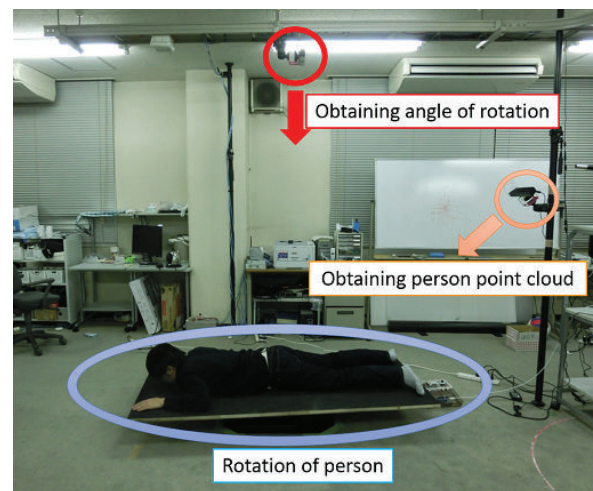 Obtaining angle of rotation
Obtaining person point cloud
Rotation of person